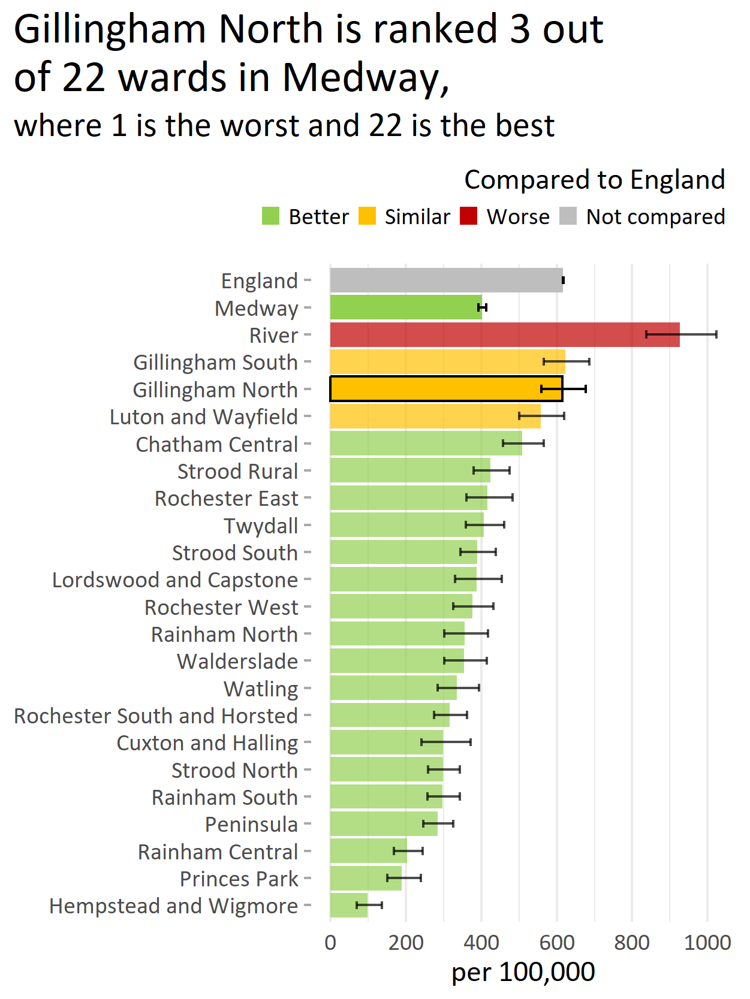 Gillingham North is ranked 3 out
of 22 wards in Medway,
where 1 is the worst and 22 is the best
Compared to England
Better Similar Worse Not compared
England
Medway
River
Gillingham South
Gillingham North
Luton and Wayfield
Chatham Central
Strood Rural
Rochester East
Twydall
Strood South
Lordswood and Capstone
Rochester West
Rainham North
Walderslade
Watling
Rochester South and Horsted
Cuxton and Halling
Strood North
Rainham South
Peninsula
Rainham Central
Princes Park
Hempstead and Wigmore
0 200 400 600 800 1000
per 100,000